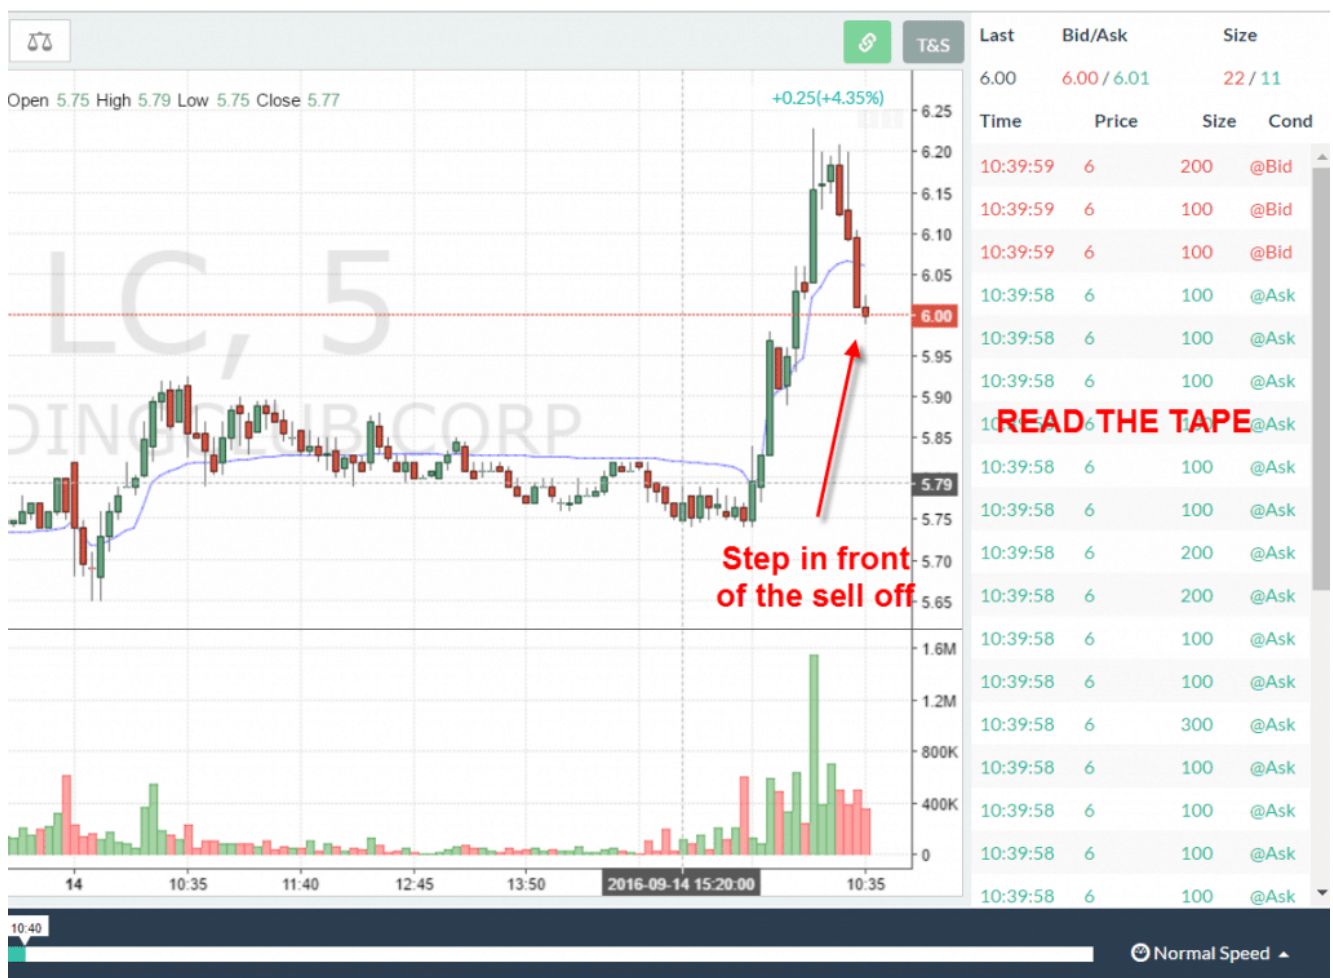 Open 5.75 High 5.79 Low 5.75 Close 5.77
+0.25(+4.35%)
T&S
LC, 5
DINGCLUB CORP
6.25
6.20
6.15
6.10
6.05
6.00
5.95
5.90
5.85
5.79
5.75
5.70
5.65
Step in front
of the sell off
1.6M
1.2M
800K
400K
0
14 10:35 11:40 12:45 13:50 2016-09-14 15:20:00 10:35
Last Bid/Ask Size
6.00 6.00 / 6.01 22 / 11
Time Price Size Cond
10:39:59 6 200 @Bid
10:39:59 6 100 @Bid
10:39:59 6 100 @Bid
10:39:58 6 100 @Ask
10:39:58 6 100 @Ask
10:39:58 6 100 @Ask
READ THE TAPE @Ask
10:39:58 6 100 @Ask
10:39:58 6 100 @Ask
10:39:58 6 200 @Ask
10:39:58 6 200 @Ask
10:39:58 6 100 @Ask
10:39:58 6 100 @Ask
10:39:58 6 300 @Ask
10:39:58 6 100 @Ask
10:39:58 6 100 @Ask
10:39:58 6 100 @Ask
10:39:58 6 100 @Ask
10:40
Normal Speed